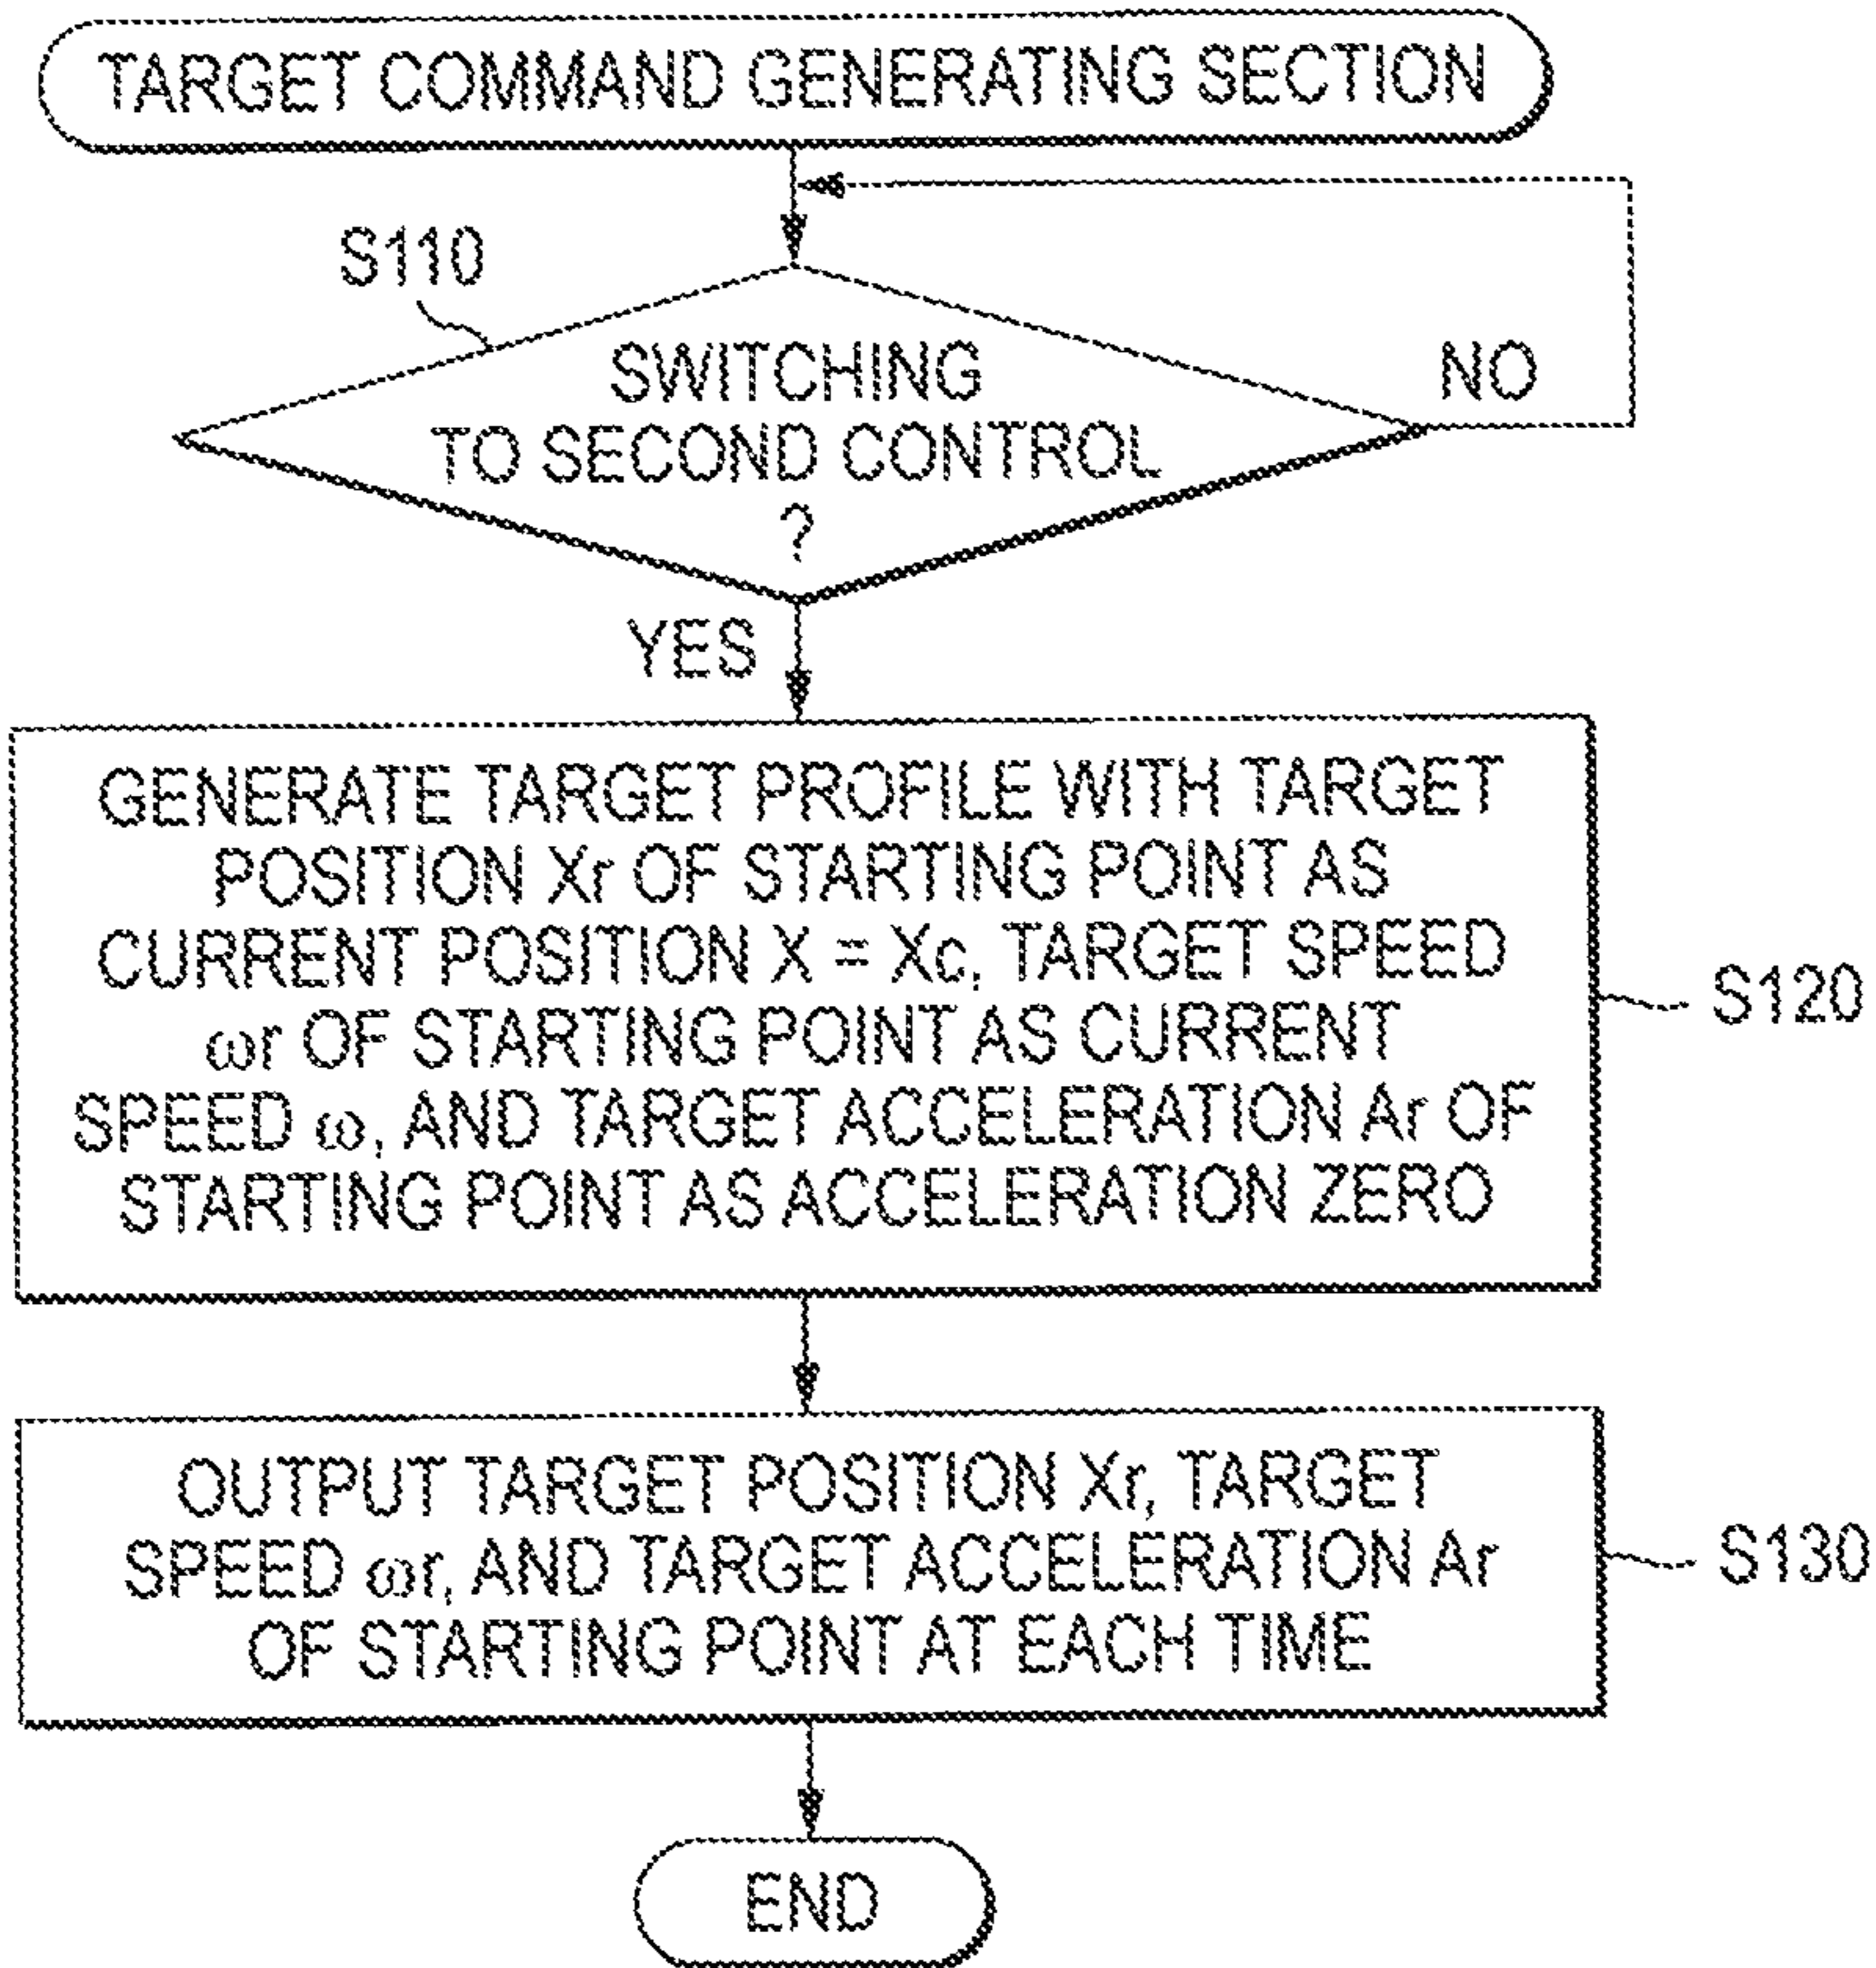 TARGET COMMAND GENERATING SECTION
S110
SWITCHING
TO SECOND CONTROL
?
NO
YES
GENERATE TARGET PROFILE WITH TARGET
POSITION Xr OF STARTING POINT AS
CURRENT POSITION X = Xc, TARGET SPEED
ωr OF STARTING POINT AS CURRENT
SPEED ω, AND TARGET ACCELERATION Ar OF
STARTING POINT AS ACCELERATION ZERO
S120
OUTPUT TARGET POSITION Xr, TARGET
SPEED ωr, AND TARGET ACCELERATION Ar
OF STARTING POINT AT EACH TIME
S130
END